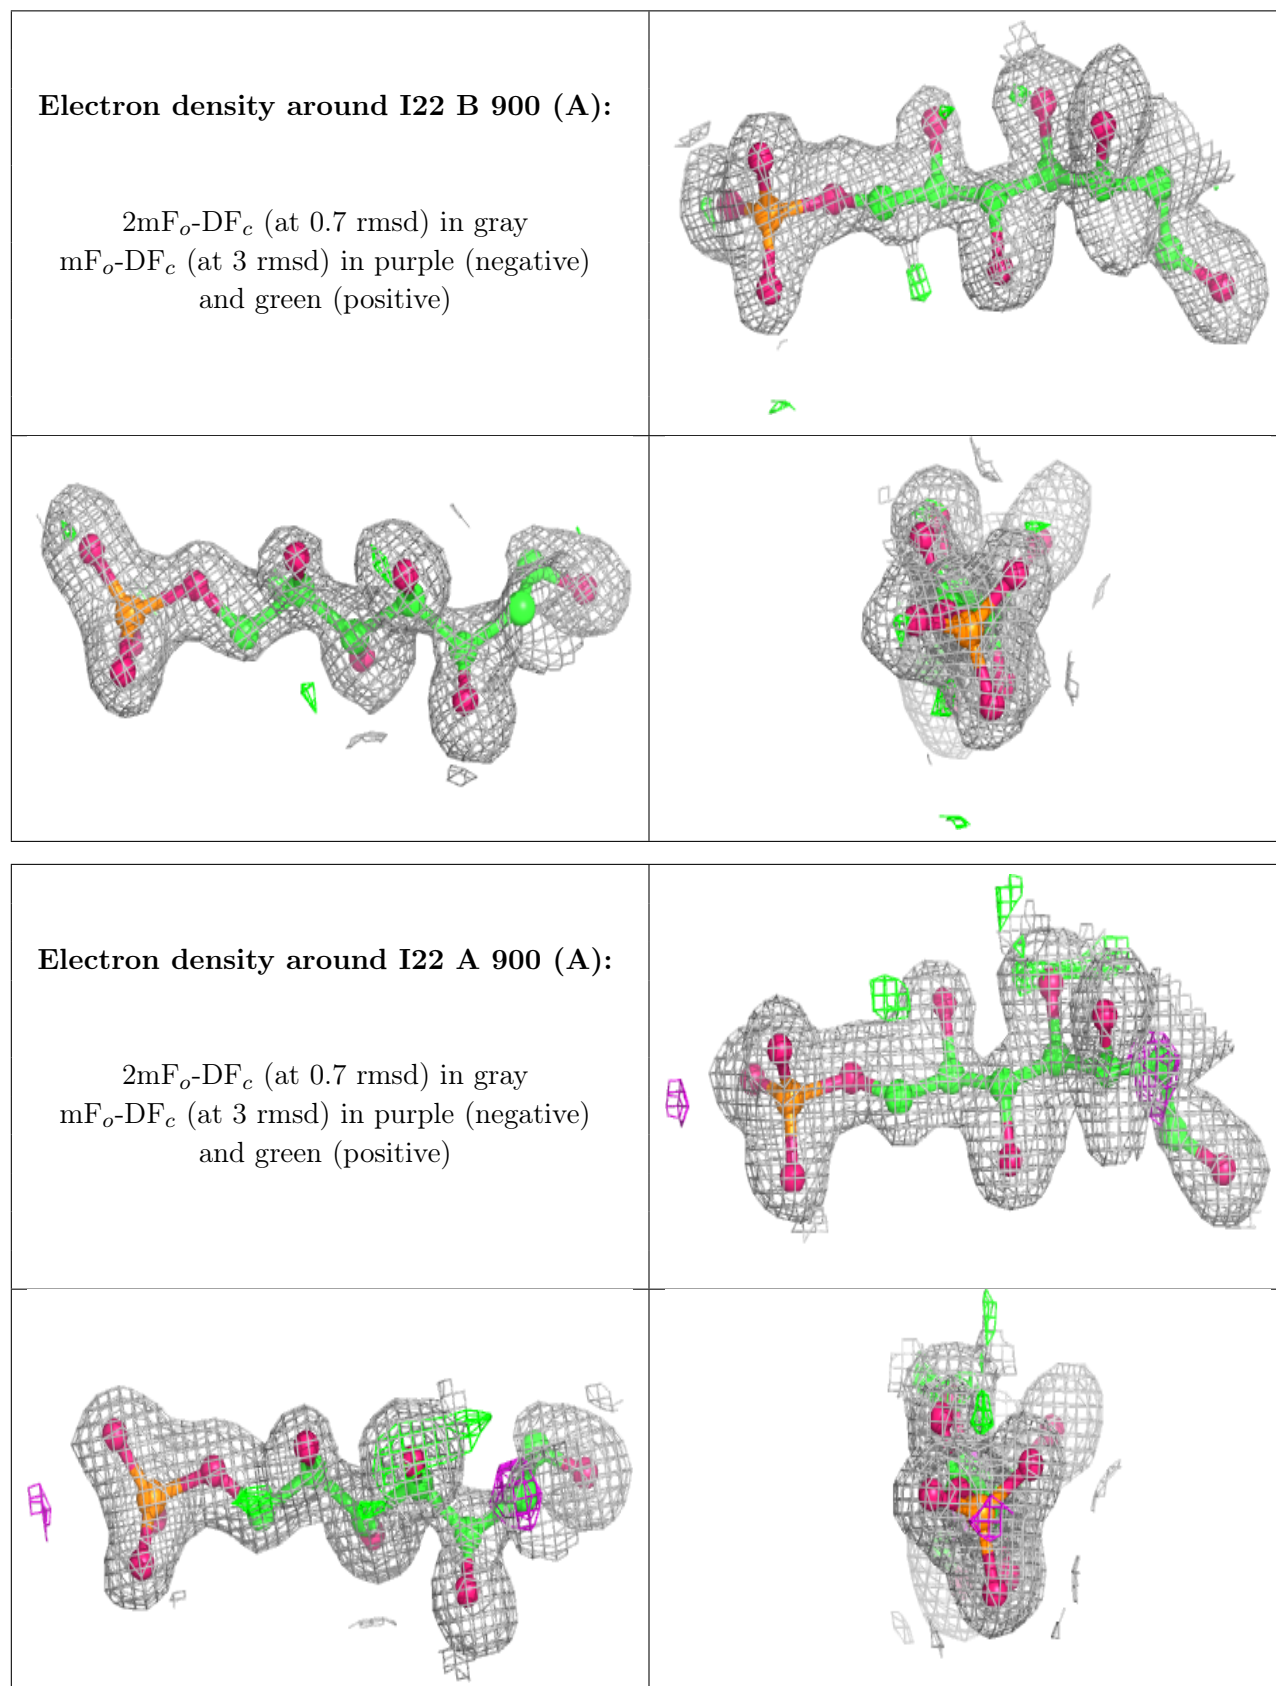 Electron density around I22 B 900 (A):
2mFo-DFc (at 0.7 rmsd) in gray
mFo-DFc (at 3 rmsd) in purple (negative)
and green (positive)
Electron density around I22 A 900 (A):
2mFo-DFc (at 0.7 rmsd) in gray
mFo-DFc (at 3 rmsd) in purple (negative)
and green (positive)